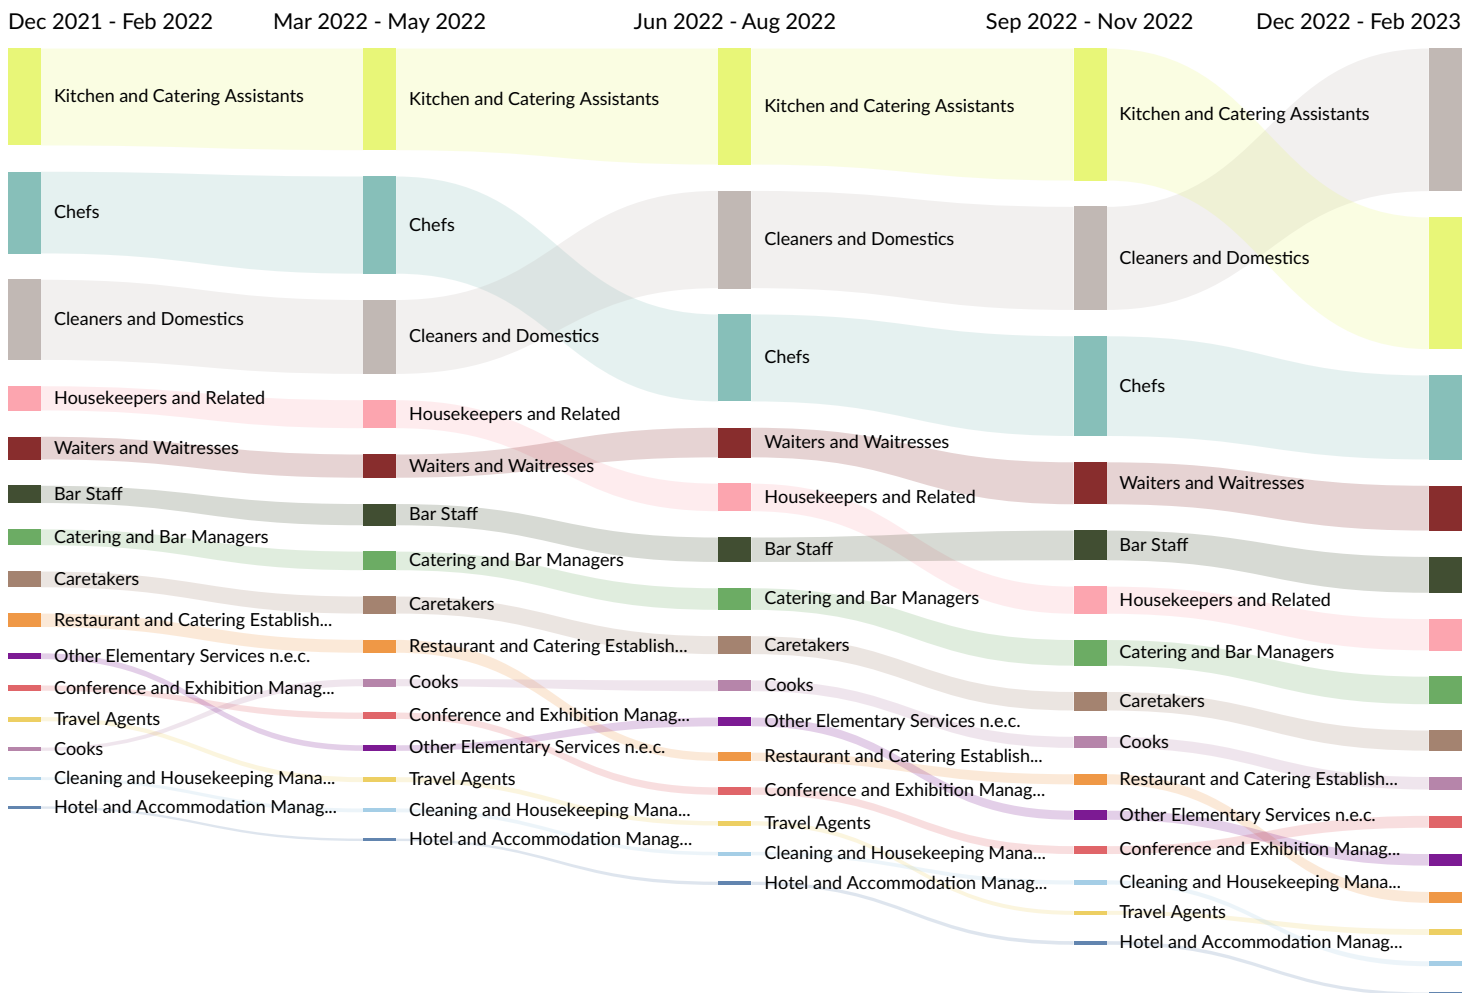 Dec 2021 - Feb 2022
Mar 2022 - May 2022
Jun 2022 - Aug 2022
Sep 2022 - Nov 2022
Dec 2022 - Feb 2023
Kitchen and Catering Assistants
Chefs
Cleaners and Domestics
Housekeepers and Related
Waiters and Waitresses
Bar Staff
Catering and Bar Managers
Caretakers
Restaurant and Catering Establish...
Other Elementary Services n.e.c.
Conference and Exhibition Manag...
Travel Agents
Cooks
Cleaning and Housekeeping Mana...
Hotel and Accommodation Manag...
Kitchen and Catering Assistants
Chefs
Cleaners and Domestics
Housekeepers and Related
Waiters and Waitresses
Bar Staff
Catering and Bar Managers
Caretakers
Restaurant and Catering Establish...
Cooks
Conference and Exhibition Manag...
Other Elementary Services n.e.c.
Travel Agents
Cleaning and Housekeeping Mana...
Hotel and Accommodation Manag...
Kitchen and Catering Assistants
Cleaners and Domestics
Chefs
Waiters and Waitresses
Housekeepers and Related
Bar Staff
Catering and Bar Managers
Caretakers
Cooks
Other Elementary Services n.e.c.
Restaurant and Catering Establish...
Conference and Exhibition Manag...
Travel Agents
Cleaning and Housekeeping Mana...
Hotel and Accommodation Manag...
Kitchen and Catering Assistants
Cleaners and Domestics
Chefs
Waiters and Waitresses
Bar Staff
Housekeepers and Related
Catering and Bar Managers
Caretakers
Cooks
Restaurant and Catering Establish...
Other Elementary Services n.e.c.
Conference and Exhibition Manag...
Cleaning and Housekeeping Mana...
Travel Agents
Hotel and Accommodation Manag...